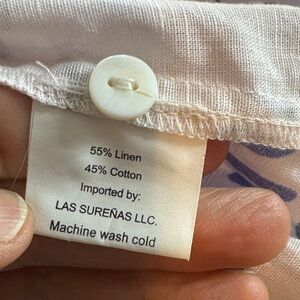 55% Linen
45% Cotton
Imported by:
LAS SUREÑAS LLC.
Machine wash cold